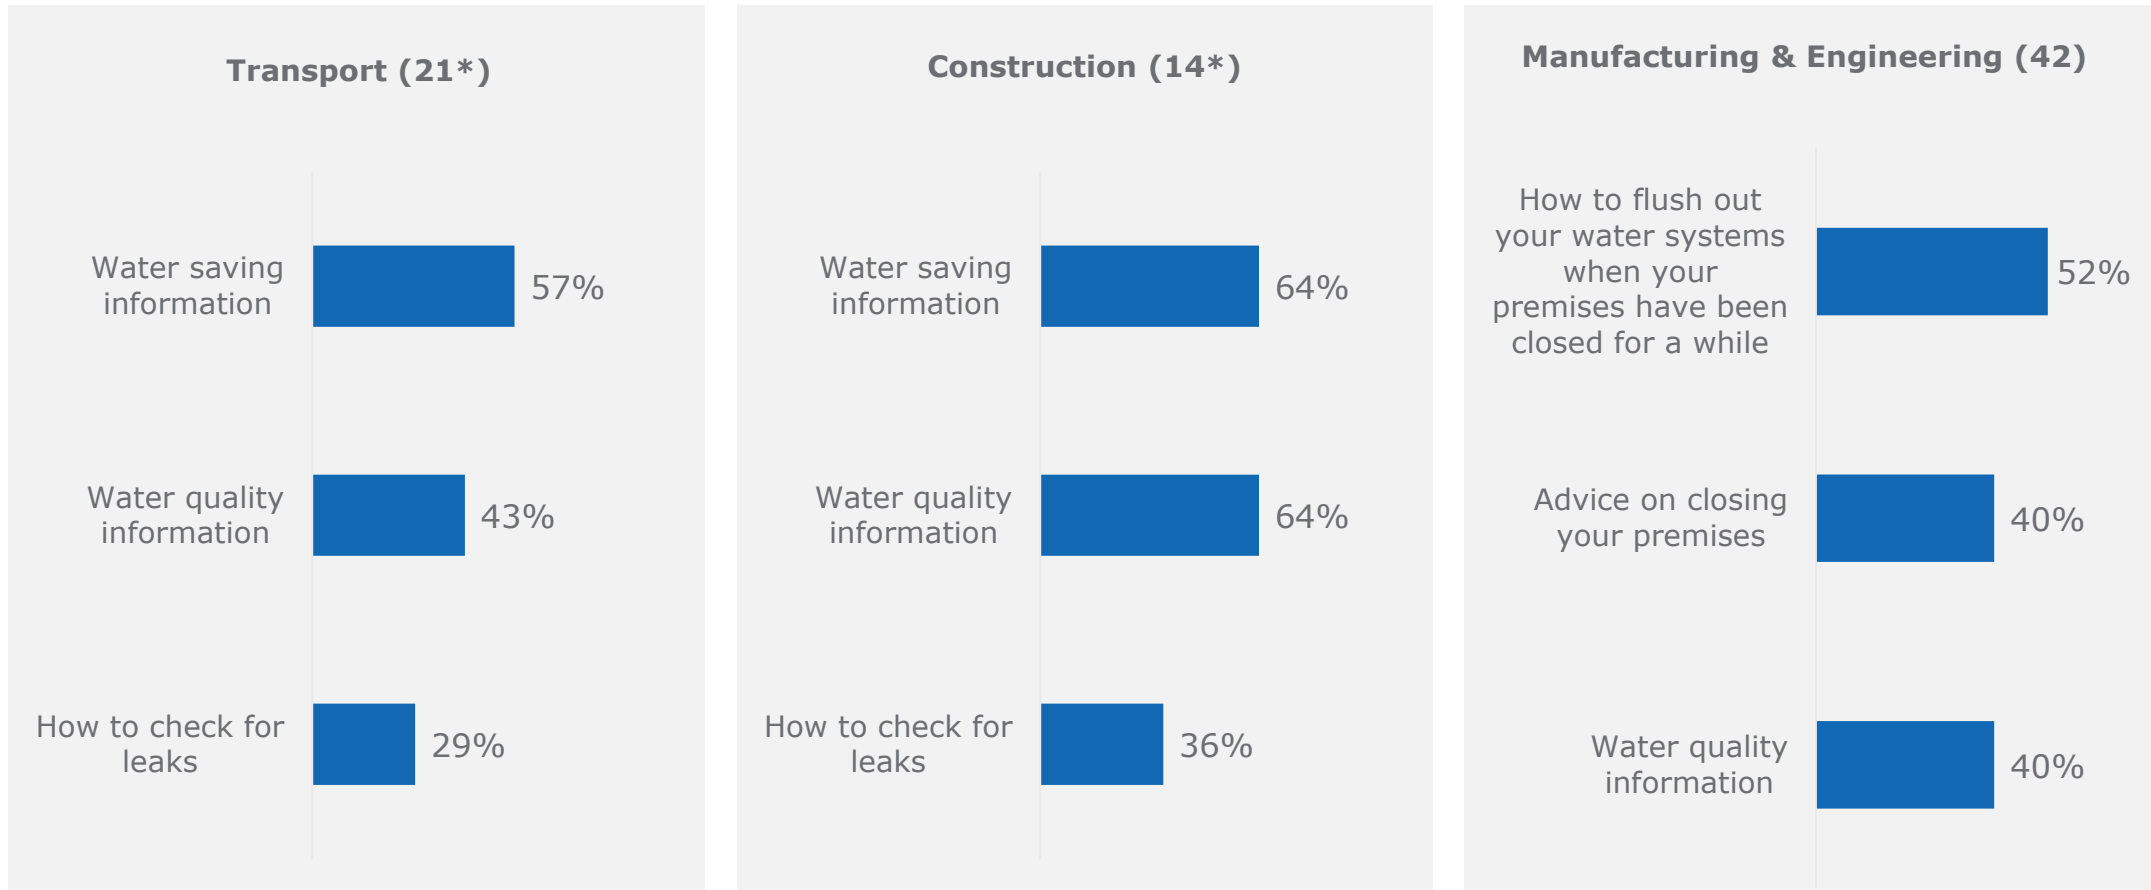 Transport (21*)
Water saving
information
57%
Water quality
information
43%
How to check for
leaks
29%
Construction (14*)
Water saving
information
64%
Water quality
information
64%
How to check for
leaks
36%
Manufacturing & Engineering (42)
How to flush out
your water systems
when your
premises have been
closed for a while
52%
Advice on closing
your premises
40%
Water quality
information
40%